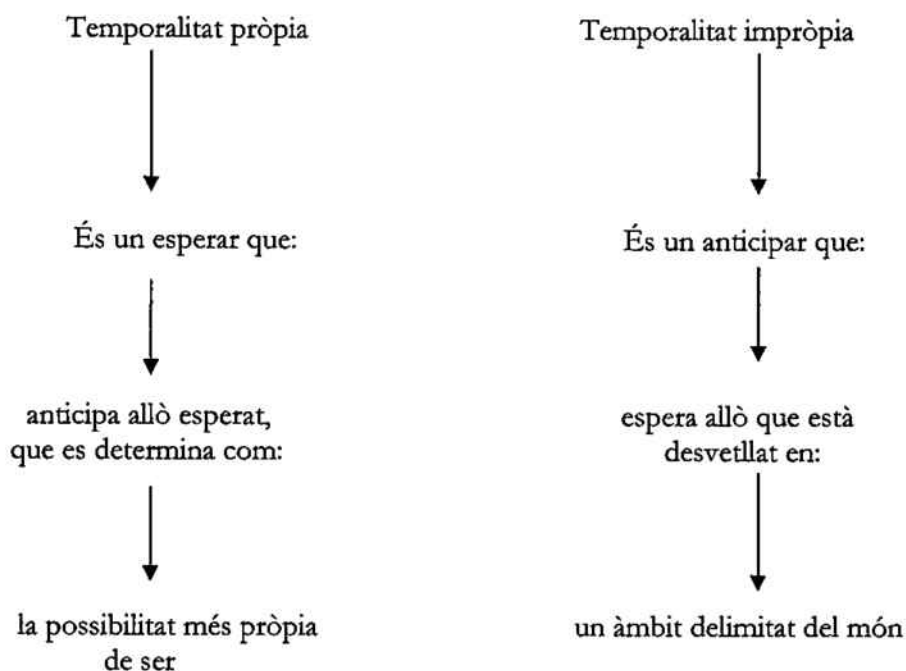 Temporalitat pròpia
És un esperar que:
anticipa allò esperat,
que es determina com:
la possibilitat més pròpia
de ser
Temporalitat impròpia
És un anticipar que:
espera allò que està
desvetllat en:
un àmbit delimitat del món